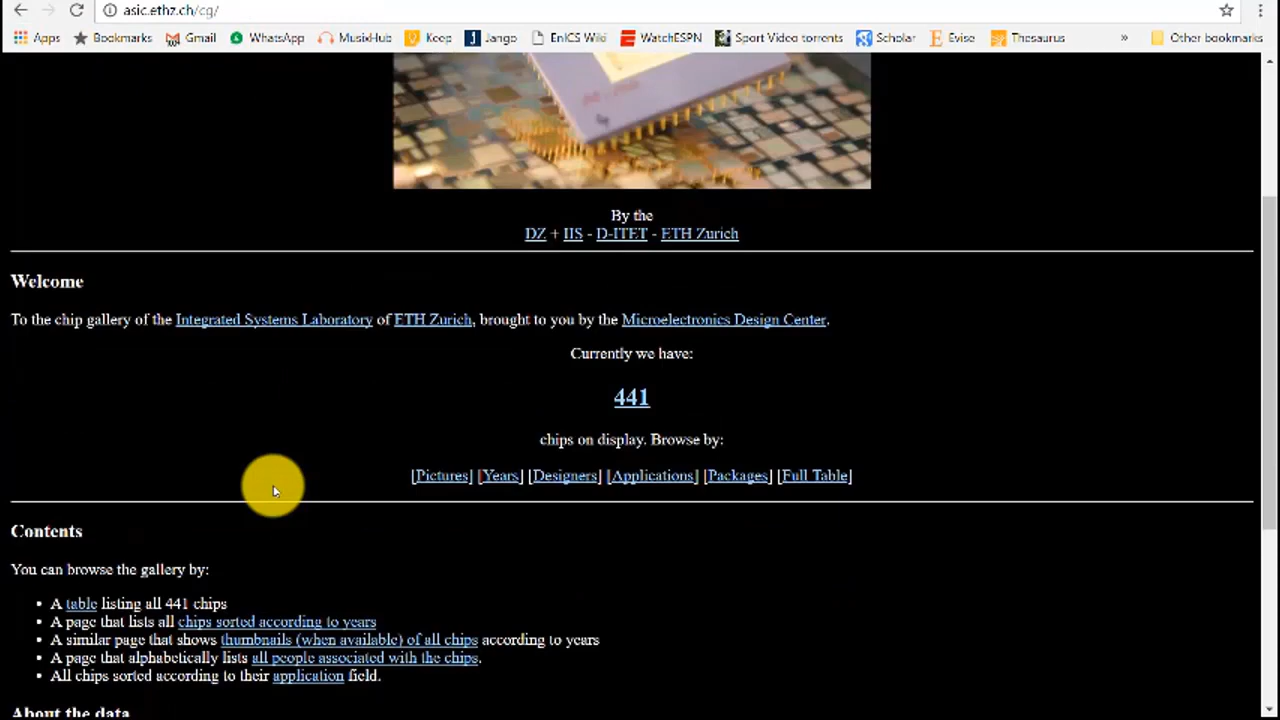 asic.ethz.ch/cg/
Apps Bookmarks Gmail WhatsApp MusixHub Keep Jango EnICS Wiki WatchESPN Sport Video torrents Scholar Evise Thesaurus » Other bookmarks
By the
DZ + IIS - D-ITET - ETH Zurich
Welcome
To the chip gallery of the Integrated Systems Laboratory of ETH Zurich, brought to you by the Microelectronics Design Center.
Currently we have:
441
chips on display. Browse by:
[Pictures] [Years] [Designers] [Applications] [Packages] [Full Table]
Contents
You can browse the gallery by:
• A table listing all 441 chips
• A page that lists all chips sorted according to years
• A similar page that shows thumbnails (when available) of all chips according to years
• A page that alphabetically lists all people associated with the chips.
• All chips sorted according to their application field.
About the data